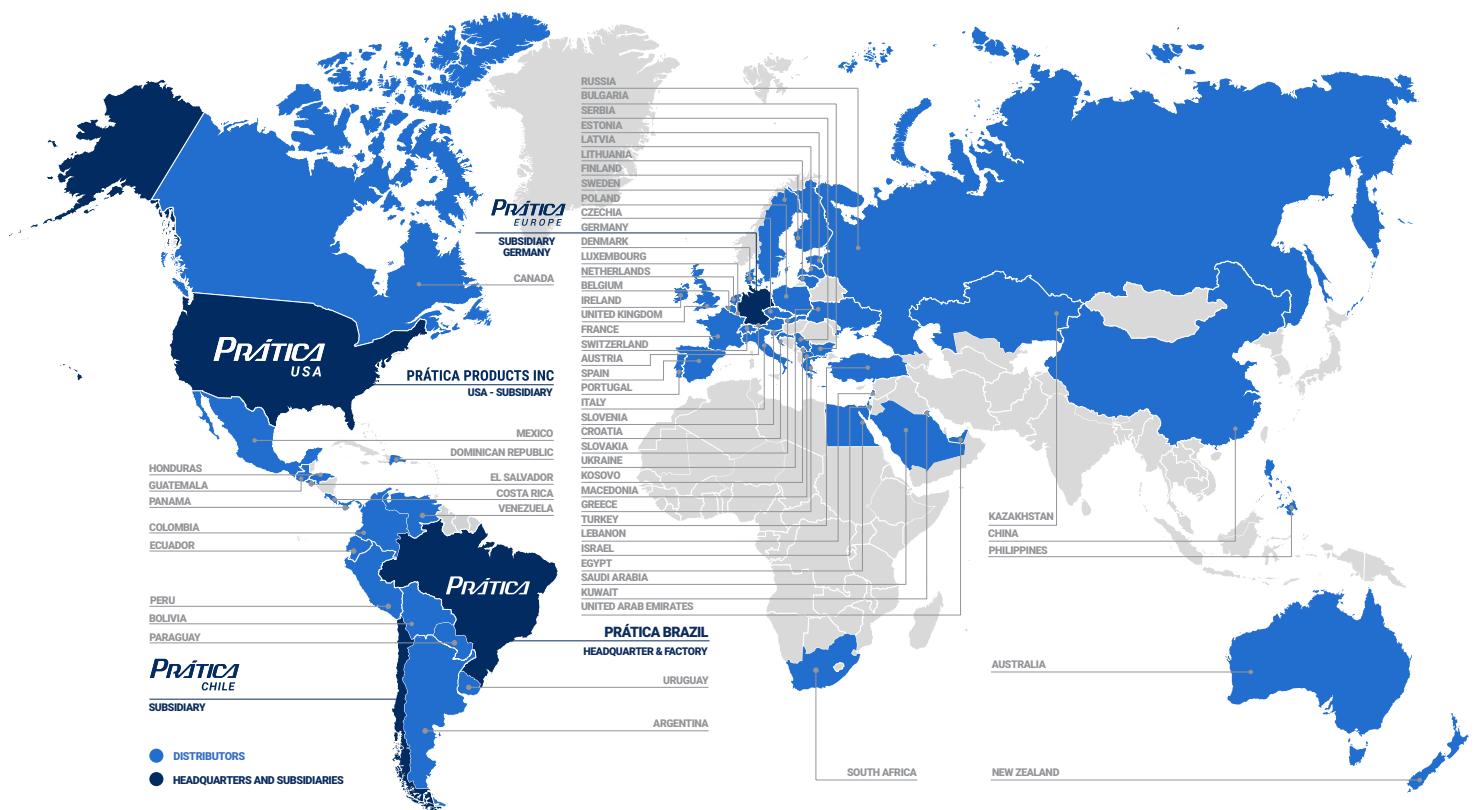 RUSSIA
BULGARIA
SERBIA
ESTONIA
LATVIA
LITHUANIA
FINLAND
SWEDEN
POLAND
CZECHIA
GERMANY
DENMARK
LUXEMBOURG
NETHERLANDS
BELGIUM
IRELAND
UNITED KINGDOM
FRANCE
SWITZERLAND
AUSTRIA
SPAIN
PORTUGAL
ITALY
SLOVENIA
CROATIA
SLOVAKIA
UKRAINE
KOSOVO
MACEDONIA
GREECE
TURKEY
LEBANON
ISRAEL
EGYPT
SAUDI ARABIA
KUWAIT
UNITED ARAB EMIRATES
PRÁTICA
EUROPE
SUBSIDIARY
GERMANY
CANADA
PRÁTICA
USA
PRÁTICA PRODUCTS INC
USA - SUBSIDIARY
MEXICO
DOMINICAN REPUBLIC
EL SALVADOR
COSTA RICA
VENEZUELA
HONDURAS
GUATEMALA
PANAMA
COLOMBIA
ECUADOR
PERU
BOLIVIA
PARAGUAY
PRÁTICA
PRÁTICA BRAZIL
HEADQUARTER & FACTORY
URUGUAY
ARGENTINA
PRÁTICA
CHILE
SUBSIDIARY
DISTRIBUTORS
HEADQUARTERS AND SUBSIDIARIES
KAZAKHSTAN
CHINA
PHILIPPINES
AUSTRALIA
SOUTH AFRICA
NEW ZEALAND